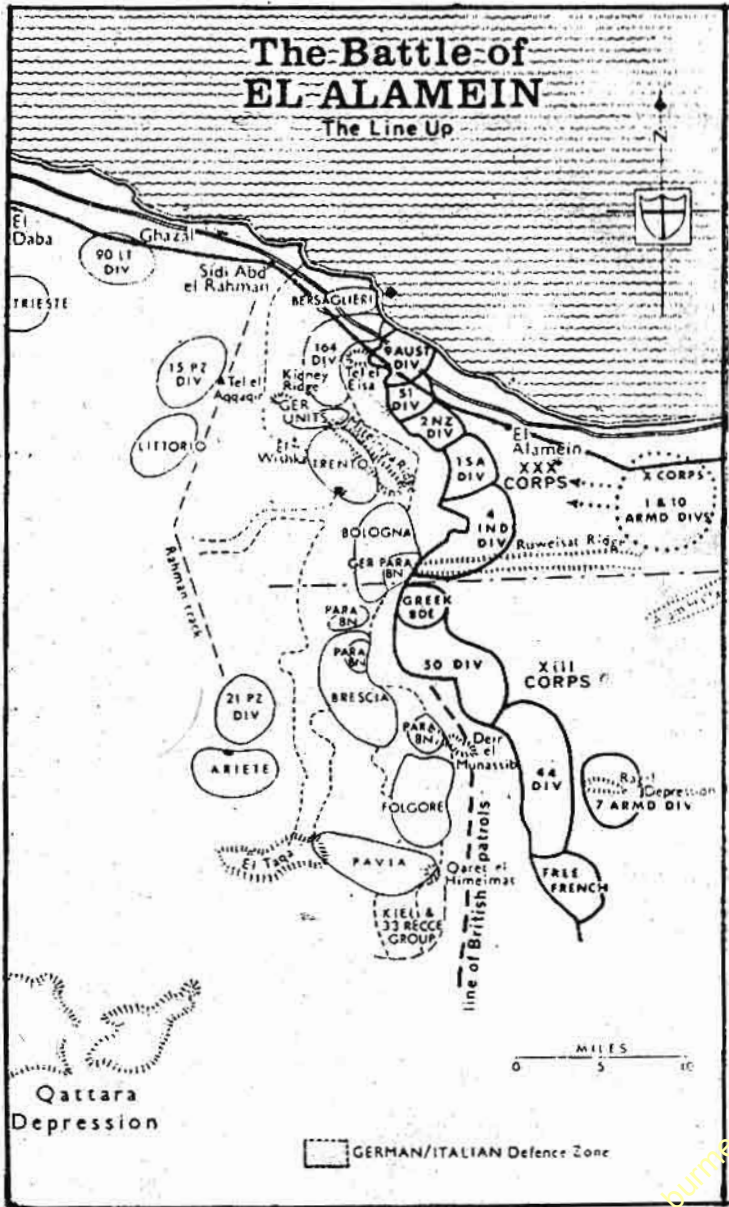 The Battle of
EL ALAMEIN
The Line Up
N
El
Daba
Ghazal
90 LT
DIV
Sidi Abd
el Rahman
TRIESTE
BERSAGLIERI
164
DIV
9 AUST
DIV
15 PZ
DIV
Kidney
Ridge
Tel el
Eisa
Tel el
Aqqaqir
51
DIV
GER
UNITS
2 NZ
DIV
Miteiriya Ridge
El
Alamein
LITTORIO
El
Wishka
TRENTO
1 SA
DIV
XXX
CORPS
X CORPS
1 & 10
ARMD DIVS
4
IND
DIV
BOLOGNA
Ruweisat Ridge
GER PARA
BN
Rahman track
PARA
BN
GREEK
BDE
PARA
BN
50 DIV
XIII
CORPS
21 PZ
DIV
BRESCIA
PARA
BN
Derr
el
Munassib
ARIETE
44
DIV
Depression
7 ARMD DIV
FOLGORE
line of British patrols
El Taqa
PAVIA
Qaret el
Himeimat
FREE
FRENCH
KIEL &
33 RECCE
GROUP
MILES
0 5 10
Qattara
Depression
GERMAN/ITALIAN Defence Zone
burme